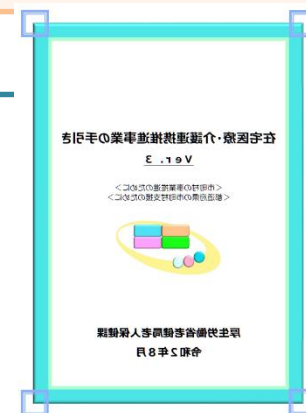 在宅医療・介護連携推進事業の手引き
Ver. 3
＜市町村の事業推進のために＞
＜都道府県の市町村支援のために＞
厚生労働省老健局老人保健課
令和２年８月